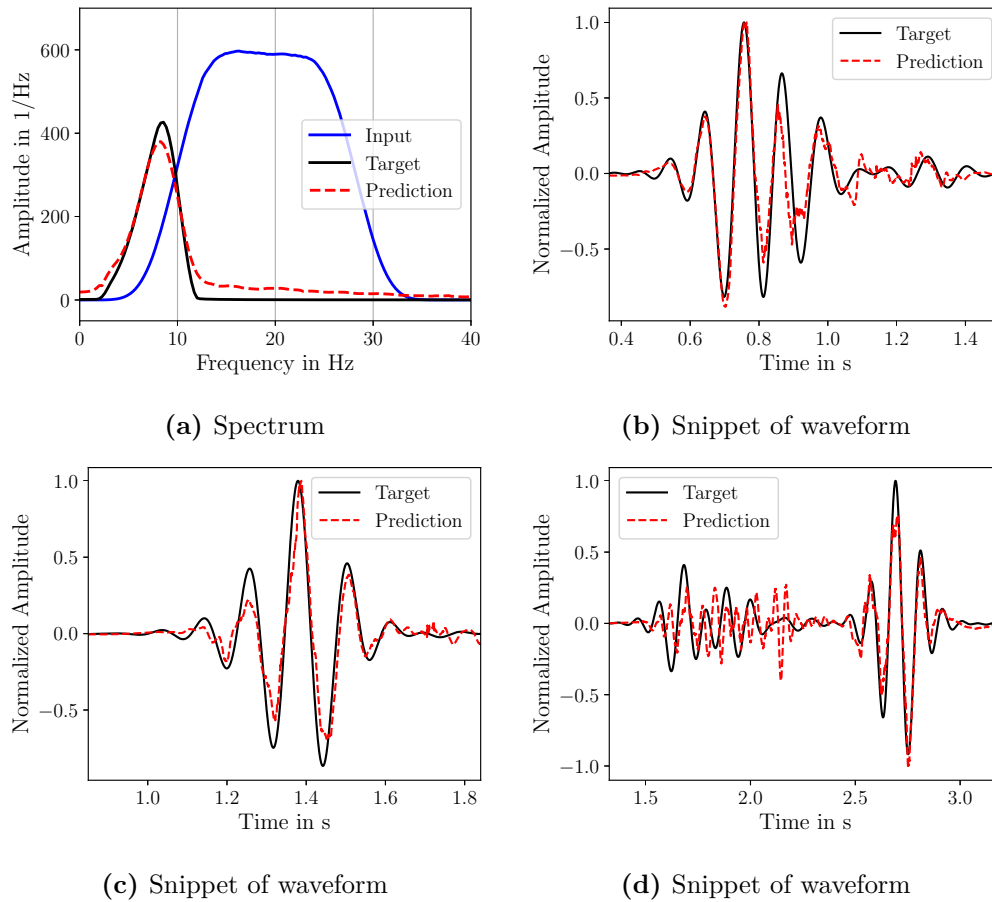 600
400
200
0
0
10
20
30
40
Amplitude in 1/Hz
Frequency in Hz
Input
Target
Prediction
(a) Spectrum
1.0
0.5
0.0
−0.5
0.4
0.6
0.8
1.0
1.2
1.4
Normalized Amplitude
Time in s
Target
Prediction
(b) Snippet of waveform
1.0
0.5
0.0
−0.5
1.0
1.2
1.4
1.6
1.8
Normalized Amplitude
Time in s
Target
Prediction
(c) Snippet of waveform
1.0
0.5
0.0
−0.5
−1.0
1.5
2.0
2.5
3.0
Normalized Amplitude
Time in s
Target
Prediction
(d) Snippet of waveform